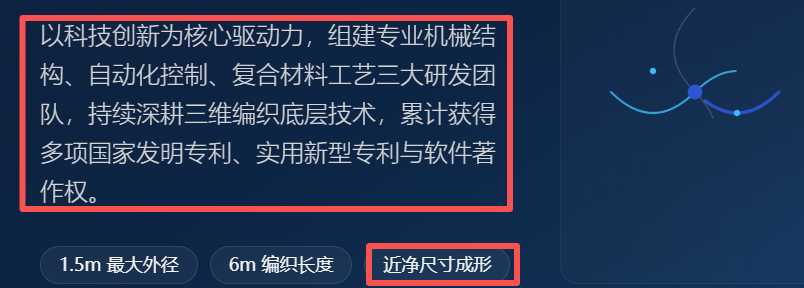 以科技创新为核心驱动力，组建专业机械结
构、自动化控制、复合材料工艺三大研发团
队，持续深耕三维编织底层技术，累计获得
多项国家发明专利、实用新型专利与软件著
作权。
1.5m 最大外径
6m 编织长度
近净尺寸成形